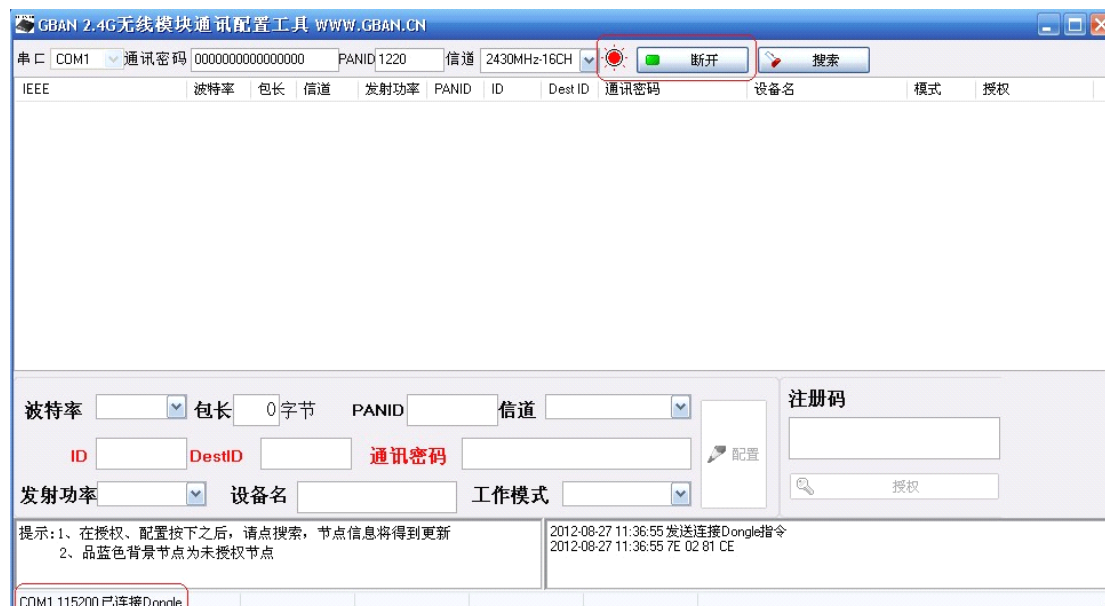 GBAN 2.4G无线模块通讯配置工具 WWW.GBAN.CN
串口 COM1 通讯密码 0000000000000000 PANID 1220 信道 2430MHz-16CH 断开 搜索
IEEE 波特率 包长 信道 发射功率 PANID ID Dest ID 通讯密码 设备名 模式 授权
波特率 包长 0 字节 PANID 信道 注册码
ID DestID 通讯密码 配置
发射功率 设备名 工作模式 授权
提示:1、在授权、配置按下之后，请点搜索，节点信息将得到更新
2、品蓝色背景节点为未授权节点
2012-08-27 11:36:55 发送连接Dongle指令
2012-08-27 11:36:55 7E 02 81 CE
COM1 115200 已连接Dongle